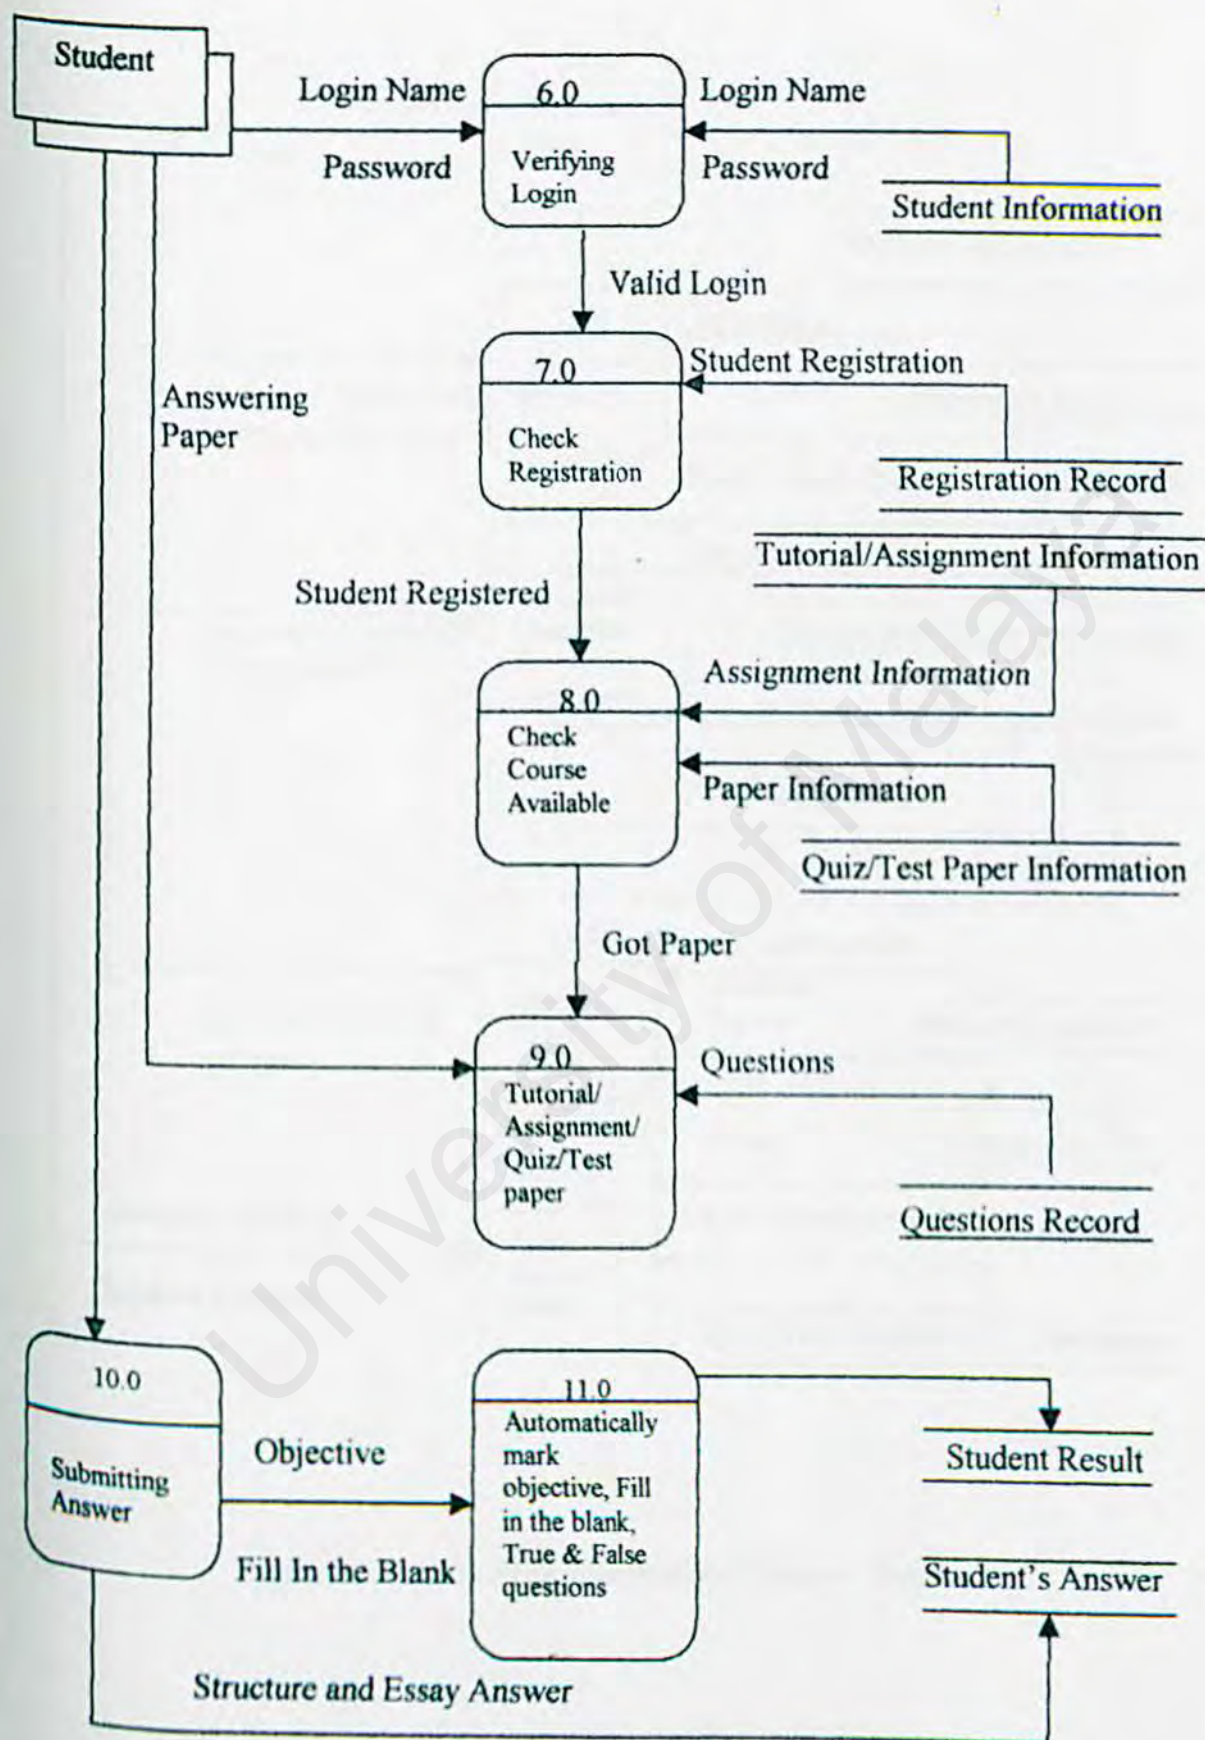 Student
Login Name
Password
6.0
Verifying
Login
Login Name
Password
Student Information
Valid Login
7.0
Check
Registration
Student Registration
Registration Record
Answering
Paper
Student Registered
Tutorial/Assignment Information
8.0
Check
Course
Available
Assignment Information
Paper Information
Quiz/Test Paper Information
Got Paper
9.0
Tutorial/
Assignment/
Quiz/Test
paper
Questions
Questions Record
10.0
Submitting
Answer
Objective
Fill In the Blank
11.0
Automatically
mark
objective, Fill
in the blank,
True & False
questions
Student Result
Student's Answer
Structure and Essay Answer
University of Malaya